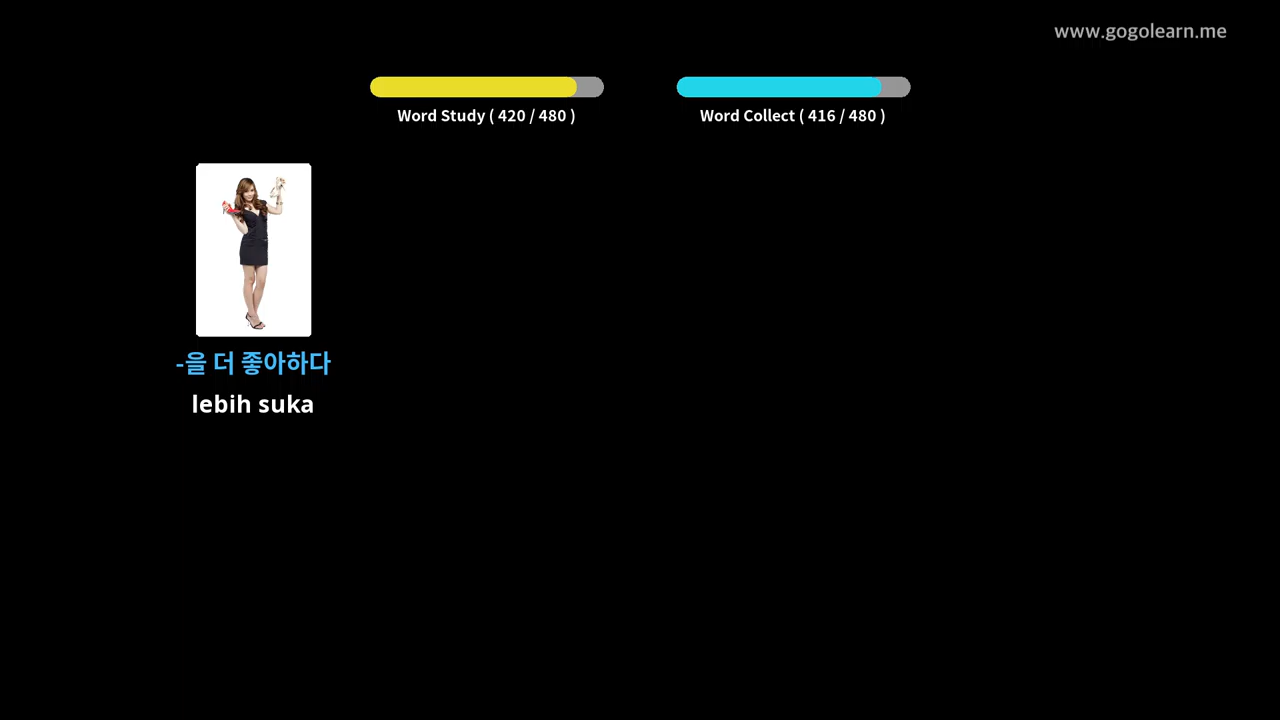 www.gogolearn.me
Word Study ( 420 / 480 )
Word Collect ( 416 / 480 )
-을 더 좋아하다
lebih suka